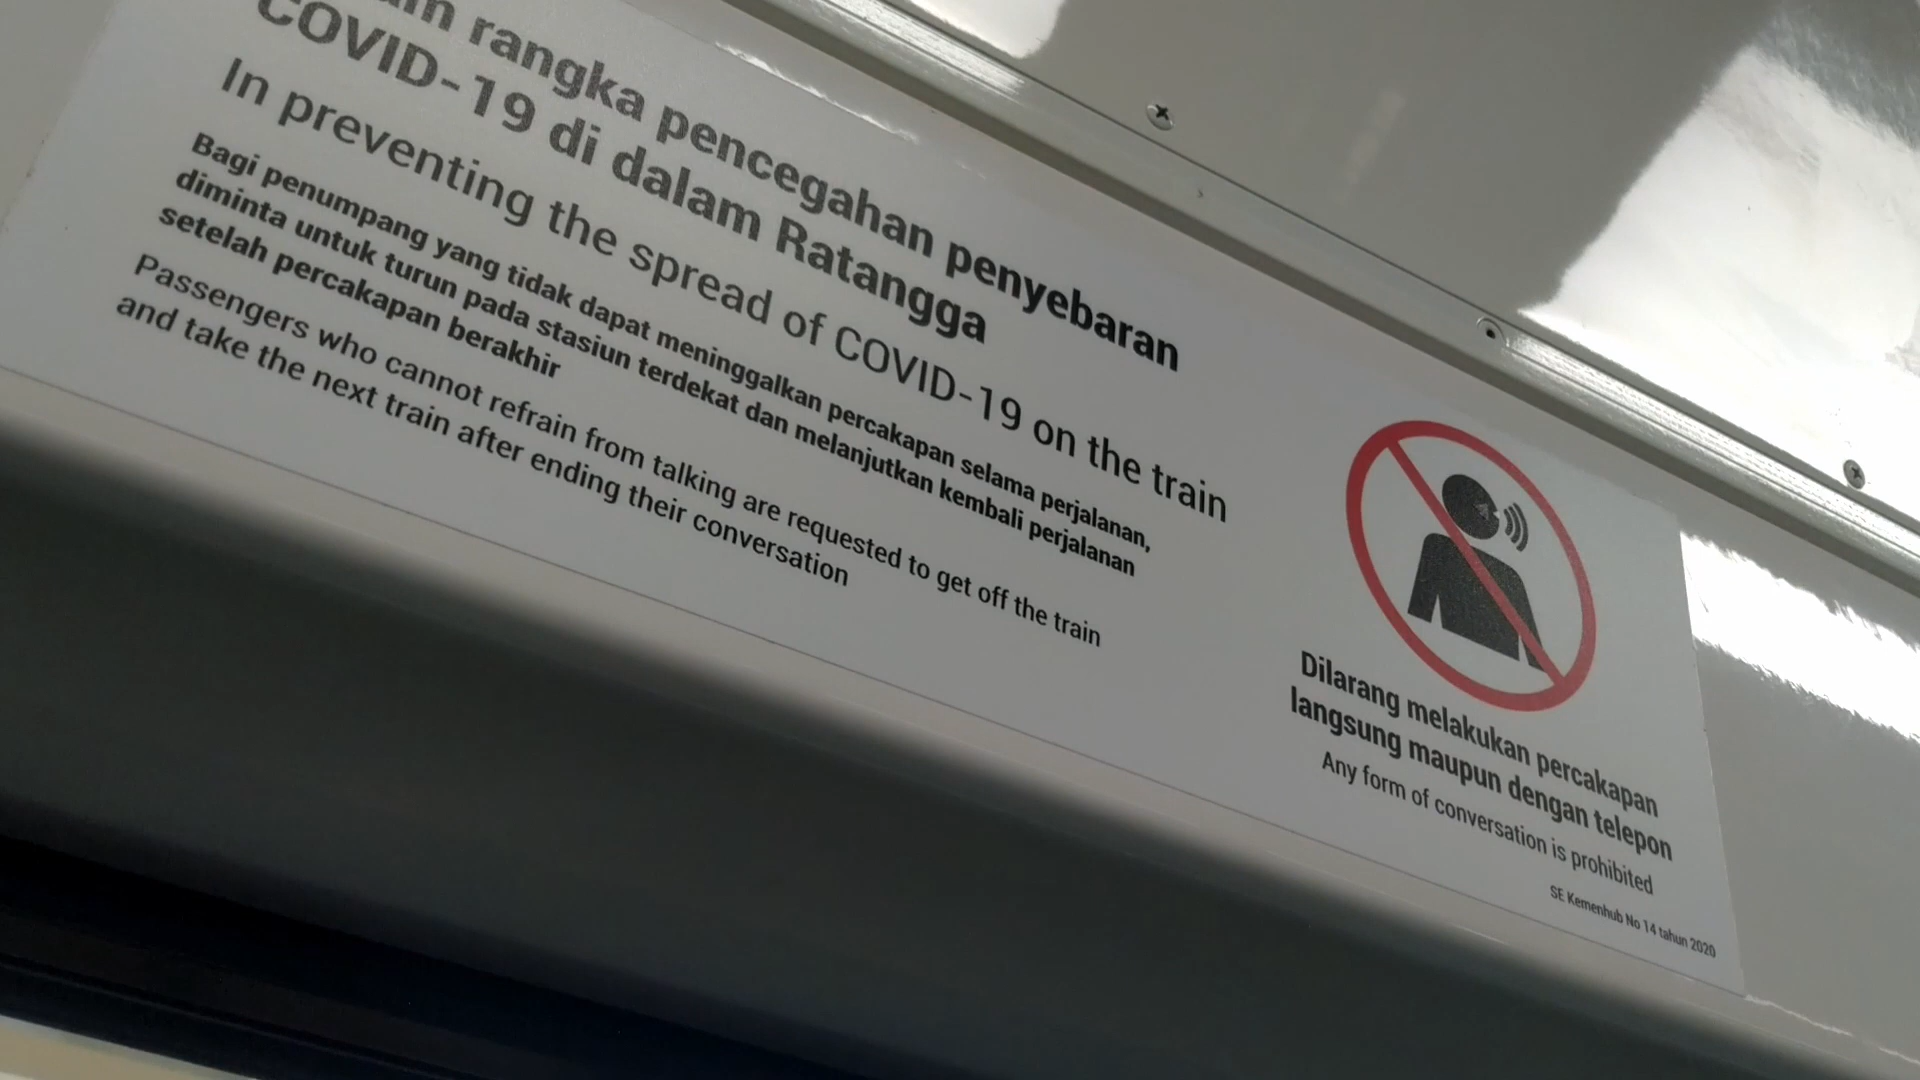 rangka pencegahan penyebaran
COVID-19 di dalam Ratangga
In preventing the spread of COVID-19 on the train
Bagi penumpang yang tidak dapat meninggalkan percakapan selama perjalanan,
diminta untuk turun pada stasiun terdekat dan melanjutkan kembali perjalanan
setelah percakapan berakhir
Passengers who cannot refrain from talking are requested to get off the train
and take the next train after ending their conversation
Dilarang melakukan percakapan
langsung maupun dengan telepon
Any form of conversation is prohibited
SE Kemenhub No 14 tahun 2020